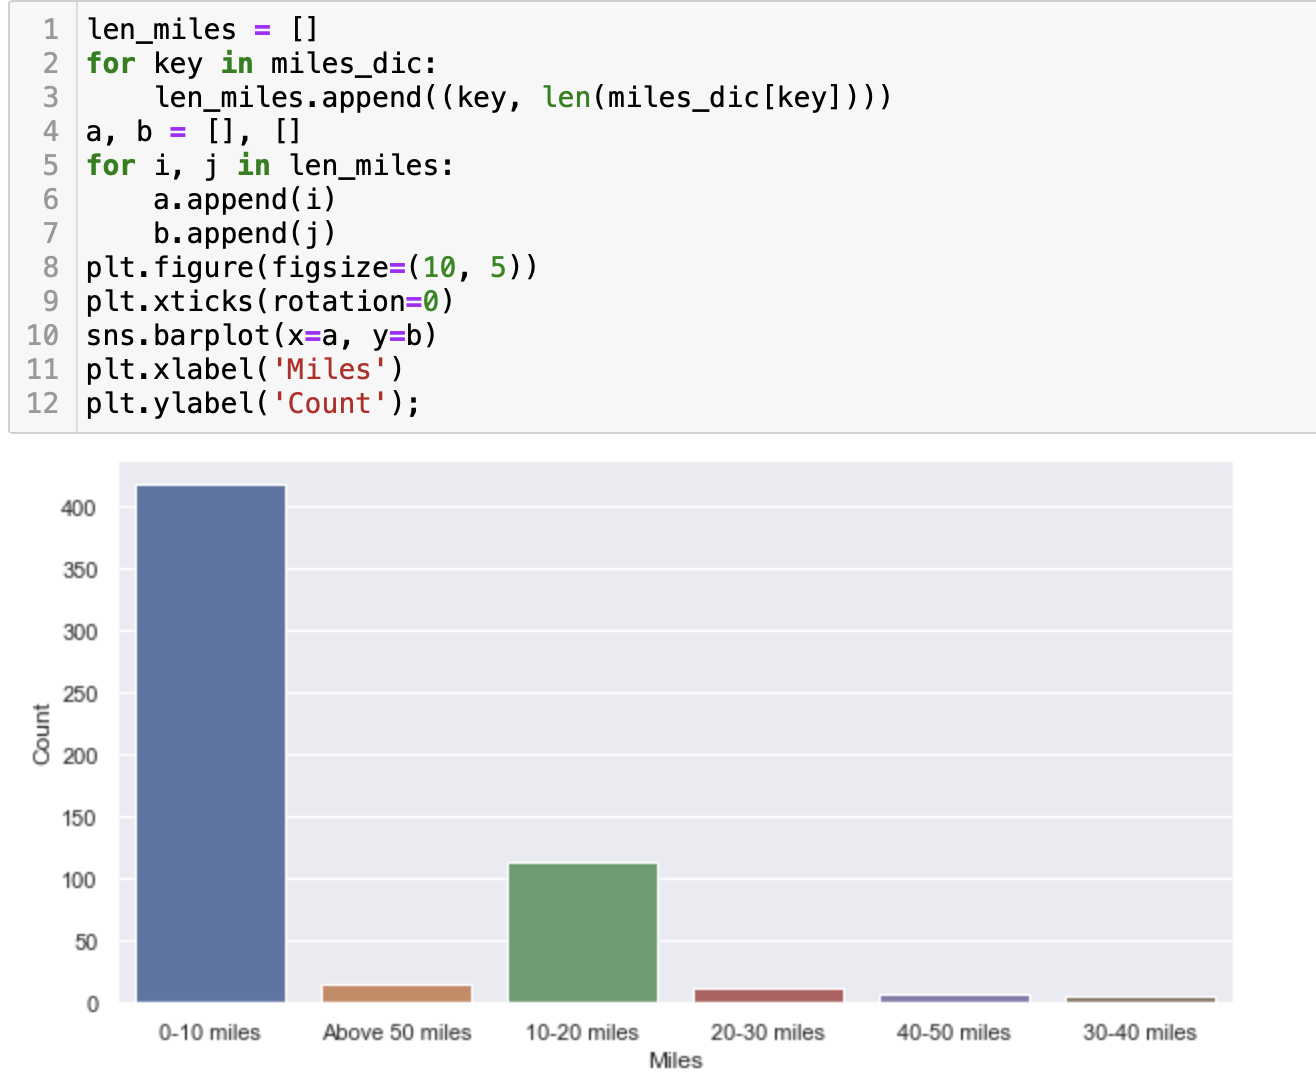 1 len_miles = []
2 for key in miles_dic:
3     len_miles.append((key, len(miles_dic[key])))
4 a, b = [], []
5 for i, j in len_miles:
6     a.append(i)
7     b.append(j)
8 plt.figure(figsize=(10, 5))
9 plt.xticks(rotation=0)
10 sns.barplot(x=a, y=b)
11 plt.xlabel('Miles')
12 plt.ylabel('Count');
400
350
300
250
200
150
100
50
0
Count
0-10 miles Above 50 miles 10-20 miles 20-30 miles 40-50 miles 30-40 miles
Miles